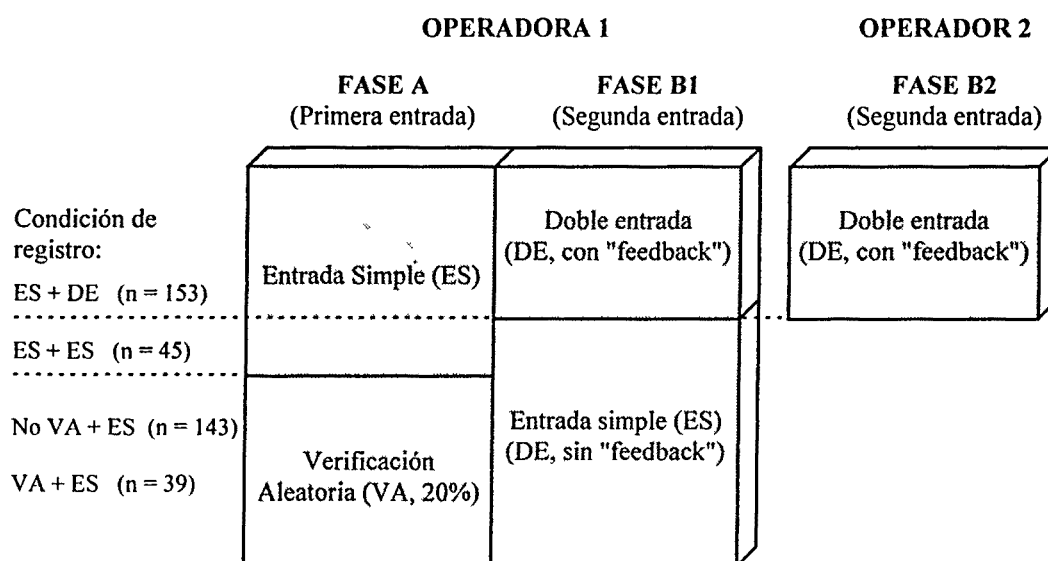 OPERADORA 1
OPERADOR 2
FASE A
(Primera entrada)
FASE B1
(Segunda entrada)
FASE B2
(Segunda entrada)
Condición de
registro:
ES + DE (n = 153)
ES + ES (n = 45)
No VA + ES (n = 143)
VA + ES (n = 39)
Entrada Simple (ES)
Verificación
Aleatoria (VA, 20%)
Doble entrada
(DE, con "feedback")
Entrada simple (ES)
(DE, sin "feedback")
Doble entrada
(DE, con "feedback")